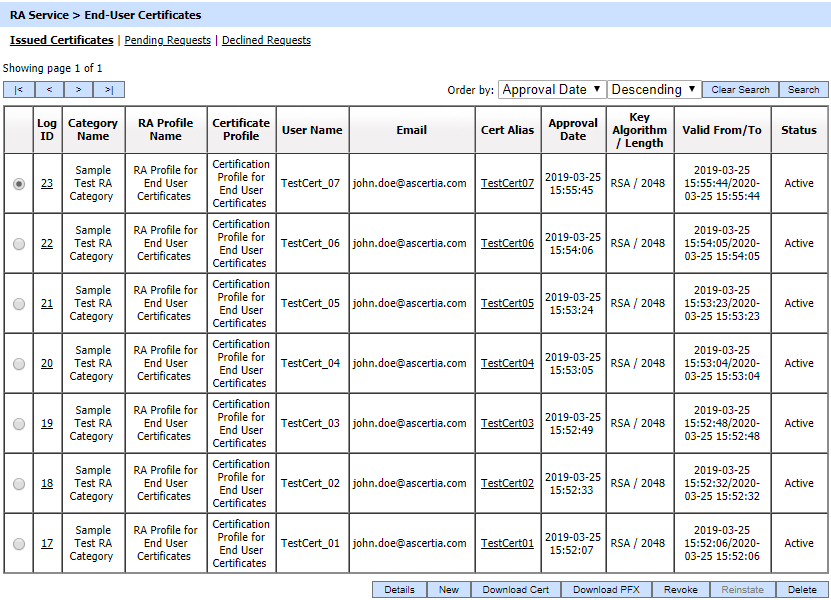 RA Service > End-User Certificates
Issued Certificates | Pending Requests | Declined Requests
Showing page 1 of 1
|< < > >| Order by: Approval Date ▼ Descending ▼ Clear Search Search
Log ID Category Name RA Profile Name Certificate Profile User Name Email Cert Alias Approval Date Key Algorithm / Length Valid From/To Status
23 Sample Test RA Category RA Profile for End User Certificates Certification Profile for End User Certificates TestCert_07 john.doe@ascertia.com TestCert07 2019-03-25 15:55:45 RSA / 2048 2019-03-25 15:55:44/2020-03-25 15:55:44 Active
22 Sample Test RA Category RA Profile for End User Certificates Certification Profile for End User Certificates TestCert_06 john.doe@ascertia.com TestCert06 2019-03-25 15:54:06 RSA / 2048 2019-03-25 15:54:05/2020-03-25 15:54:05 Active
21 Sample Test RA Category RA Profile for End User Certificates Certification Profile for End User Certificates TestCert_05 john.doe@ascertia.com TestCert05 2019-03-25 15:53:24 RSA / 2048 2019-03-25 15:53:23/2020-03-25 15:53:23 Active
20 Sample Test RA Category RA Profile for End User Certificates Certification Profile for End User Certificates TestCert_04 john.doe@ascertia.com TestCert04 2019-03-25 15:53:05 RSA / 2048 2019-03-25 15:53:04/2020-03-25 15:53:04 Active
19 Sample Test RA Category RA Profile for End User Certificates Certification Profile for End User Certificates TestCert_03 john.doe@ascertia.com TestCert03 2019-03-25 15:52:49 RSA / 2048 2019-03-25 15:52:48/2020-03-25 15:52:48 Active
18 Sample Test RA Category RA Profile for End User Certificates Certification Profile for End User Certificates TestCert_02 john.doe@ascertia.com TestCert02 2019-03-25 15:52:33 RSA / 2048 2019-03-25 15:52:32/2020-03-25 15:52:32 Active
17 Sample Test RA Category RA Profile for End User Certificates Certification Profile for End User Certificates TestCert_01 john.doe@ascertia.com TestCert01 2019-03-25 15:52:07 RSA / 2048 2019-03-25 15:52:06/2020-03-25 15:52:06 Active
Details New Download Cert Download PFX Revoke Reinstate Delete